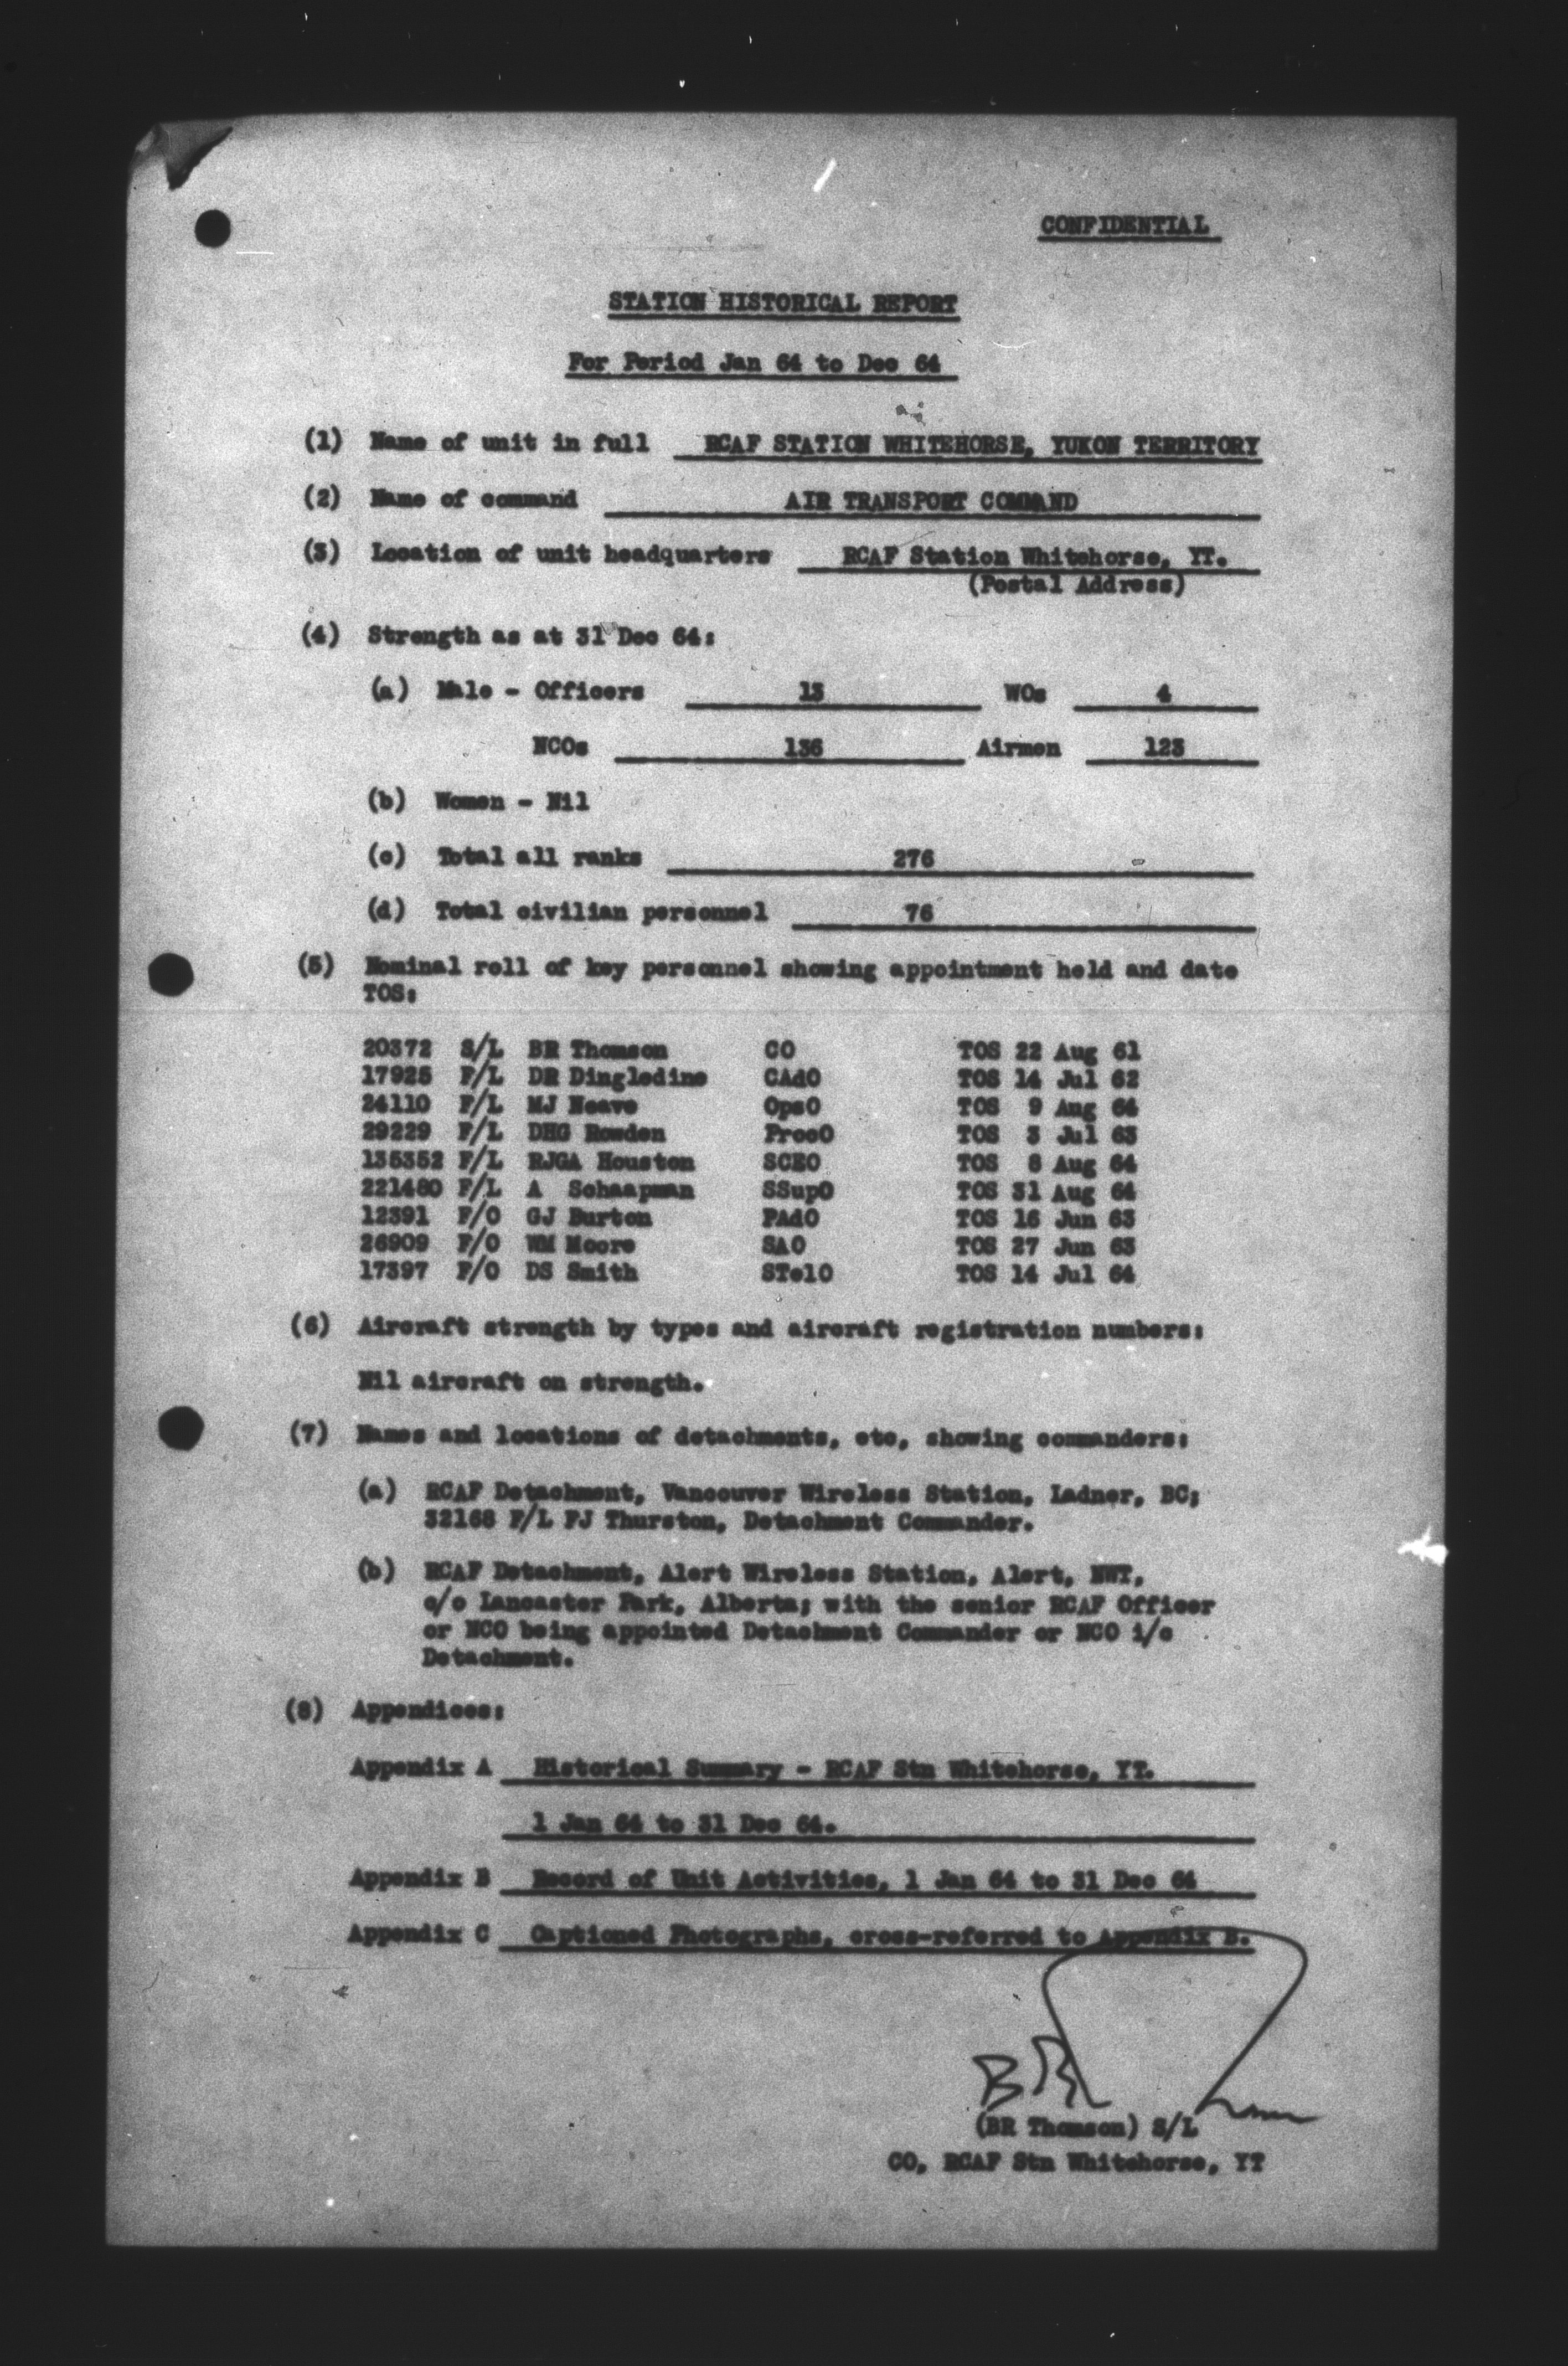 CONFIDENTIAL
STATION HISTORICAL REPORT
For Period Jan 64 to Dec 64
(1) Name of unit in full RCAF STATION WHITEHORSE, YUKON TERRITORY
(2) Name of command AIR TRANSPORT COMMAND
(3) Location of unit headquarters RCAF Station Whitehorse, YT.
(Postal Address)
(4) Strength as at 31 Dec 64:
(a) Male - Officers 13 WOs 4
NCOs 136 Airmen 123
(b) Women - Nil
(c) Total all ranks 276
(d) Total civilian personnel 76
(5) Nominal roll of key personnel showing appointment held and date
TOS:
20372 S/L BR Thomson CO TOS 22 Aug 61
17925 F/L DR Dingledine CAdO TOS 14 Jul 62
24110 F/L MJ Neave OpsO TOS 9 Aug 64
29229 F/L DHG Rowden ProcO TOS 3 Jul 63
135352 F/L RJGA Houston SCEO TOS 8 Aug 64
221480 F/L A Schaapman SSupO TOS 31 Aug 64
12391 F/O GJ Burton PAdO TOS 16 Jun 63
26909 F/O WM Moore SAO TOS 27 Jun 63
17397 F/O DS Smith STelO TOS 14 Jul 64
(6) Aircraft strength by types and aircraft registration numbers:
Nil aircraft on strength.
(7) Names and locations of detachments, etc, showing commanders:
(a) RCAF Detachment, Vancouver Wireless Station, Ladner, BC;
32168 F/L FJ Thurston, Detachment Commander.
(b) RCAF Detachment, Alert Wireless Station, Alert, NWT,
c/o Lancaster Park, Alberta; with the senior RCAF Officer
or NCO being appointed Detachment Commander or NCO i/c
Detachment.
(8) Appendices:
Appendix A Historical Summary - RCAF Stn Whitehorse, YT.
1 Jan 64 to 31 Dec 64.
Appendix B Record of Unit Activities, 1 Jan 64 to 31 Dec 64
Appendix C Captioned Photographs, cross-referred to Appendix B.
BR Thomson
(BR Thomson) S/L
CO, RCAF Stn Whitehorse, YT